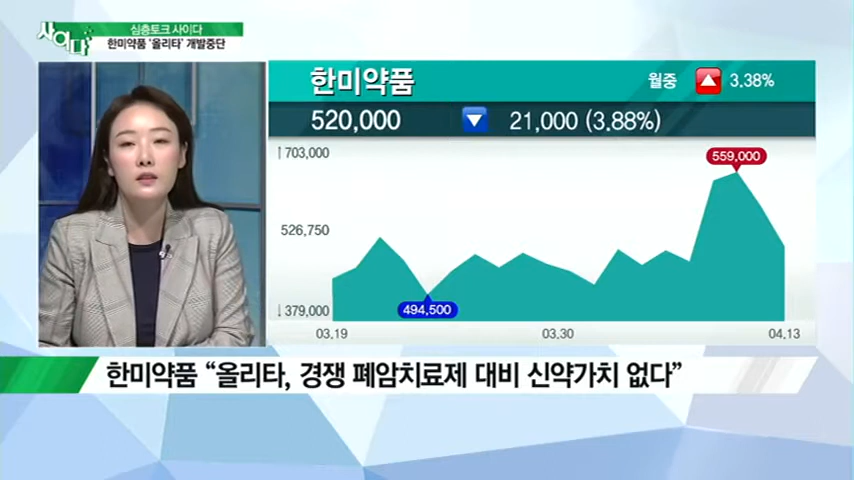 사이다
심층토크 사이다
한미약품 '올리타' 개발중단
한미약품
월중 ▲ 3.38%
520,000 ▼ 21,000 (3.88%)
703,000
559,000
526,750
494,500
379,000
03.19
03.30
04.13
한미약품 “올리타, 경쟁 폐암치료제 대비 신약가치 없다”